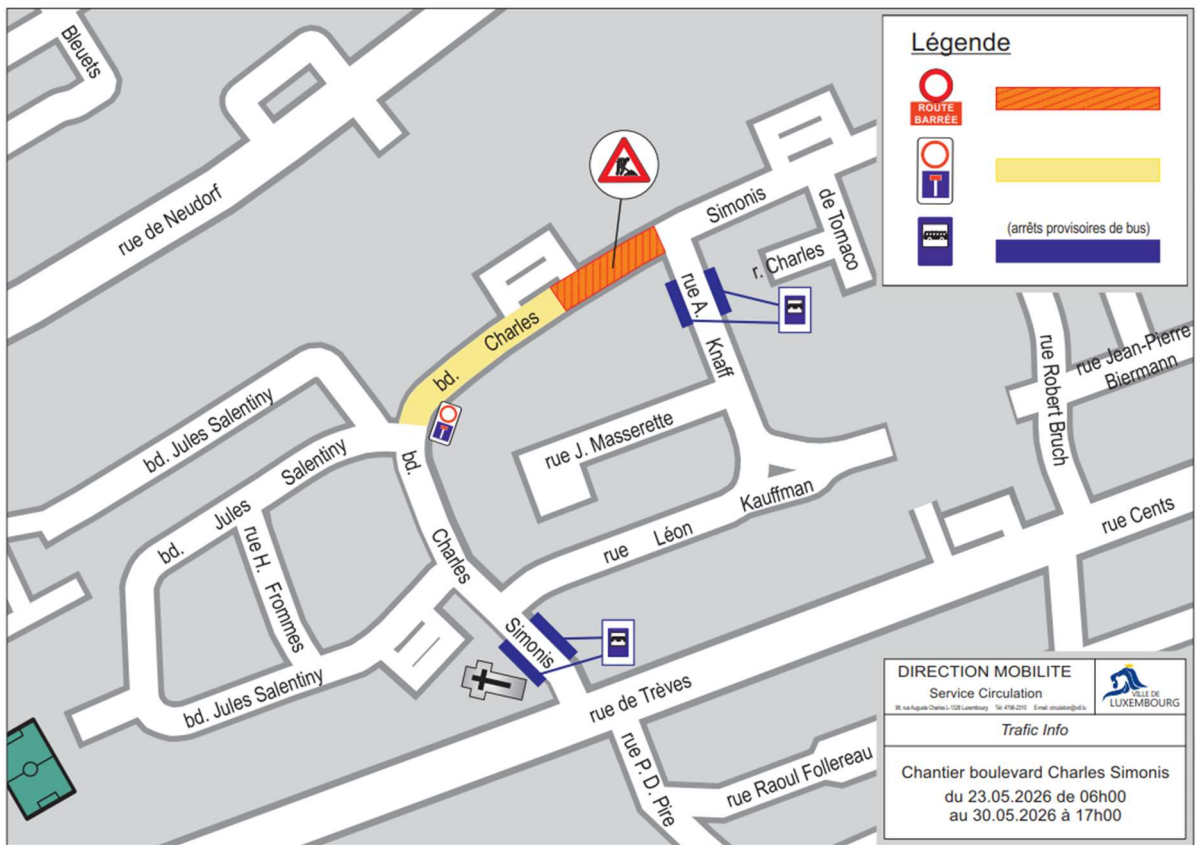 Bleuets
rue de Neudorf
Légende
ROUTE
BARRÉE
(arrêts provisoires de bus)
Simonis
de Tornaco
r. Charles
rue A.
Knaff
bd.
Charles
rue Jean-Pierre
Biermann
rue Robert Bruch
bd. Jules Salentiny
bd.
Jules
Salentiny
rue J. Masserette
bd.
Charles
Simonis
rue H.
Frommes
rue
Léon
Kauffman
rue Cents
bd. Jules Salentiny
rue de Trèves
rue P. D. Pire
rue Raoul Follereau
DIRECTION MOBILITE
Service Circulation
VILLE DE
LUXEMBOURG
Trafic Info
Chantier boulevard Charles Simonis
du 23.05.2026 de 06h00
au 30.05.2026 à 17h00